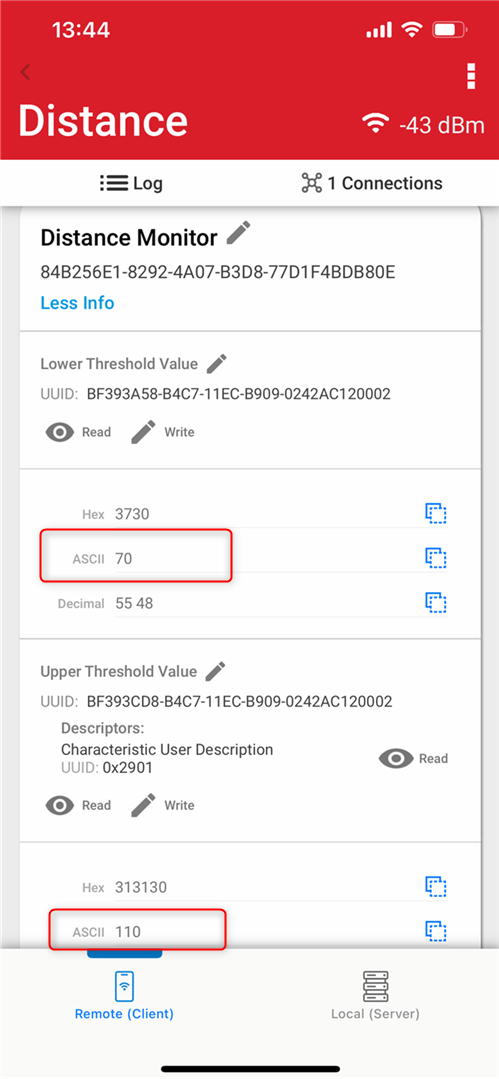 13:44
Distance
-43 dBm
Log
1 Connections
Distance Monitor
84B256E1-8292-4A07-B3D8-77D1F4BDB80E
Less Info
Lower Threshold Value
UUID: BF393A58-B4C7-11EC-B909-0242AC120002
Read Write
Hex 3730
ASCII 70
Decimal 55 48
Upper Threshold Value
UUID: BF393CD8-B4C7-11EC-B909-0242AC120002
Descriptors:
Characteristic User Description
UUID: 0x2901
Read
Read Write
Hex 313130
ASCII 110
Remote (Client)
Local (Server)